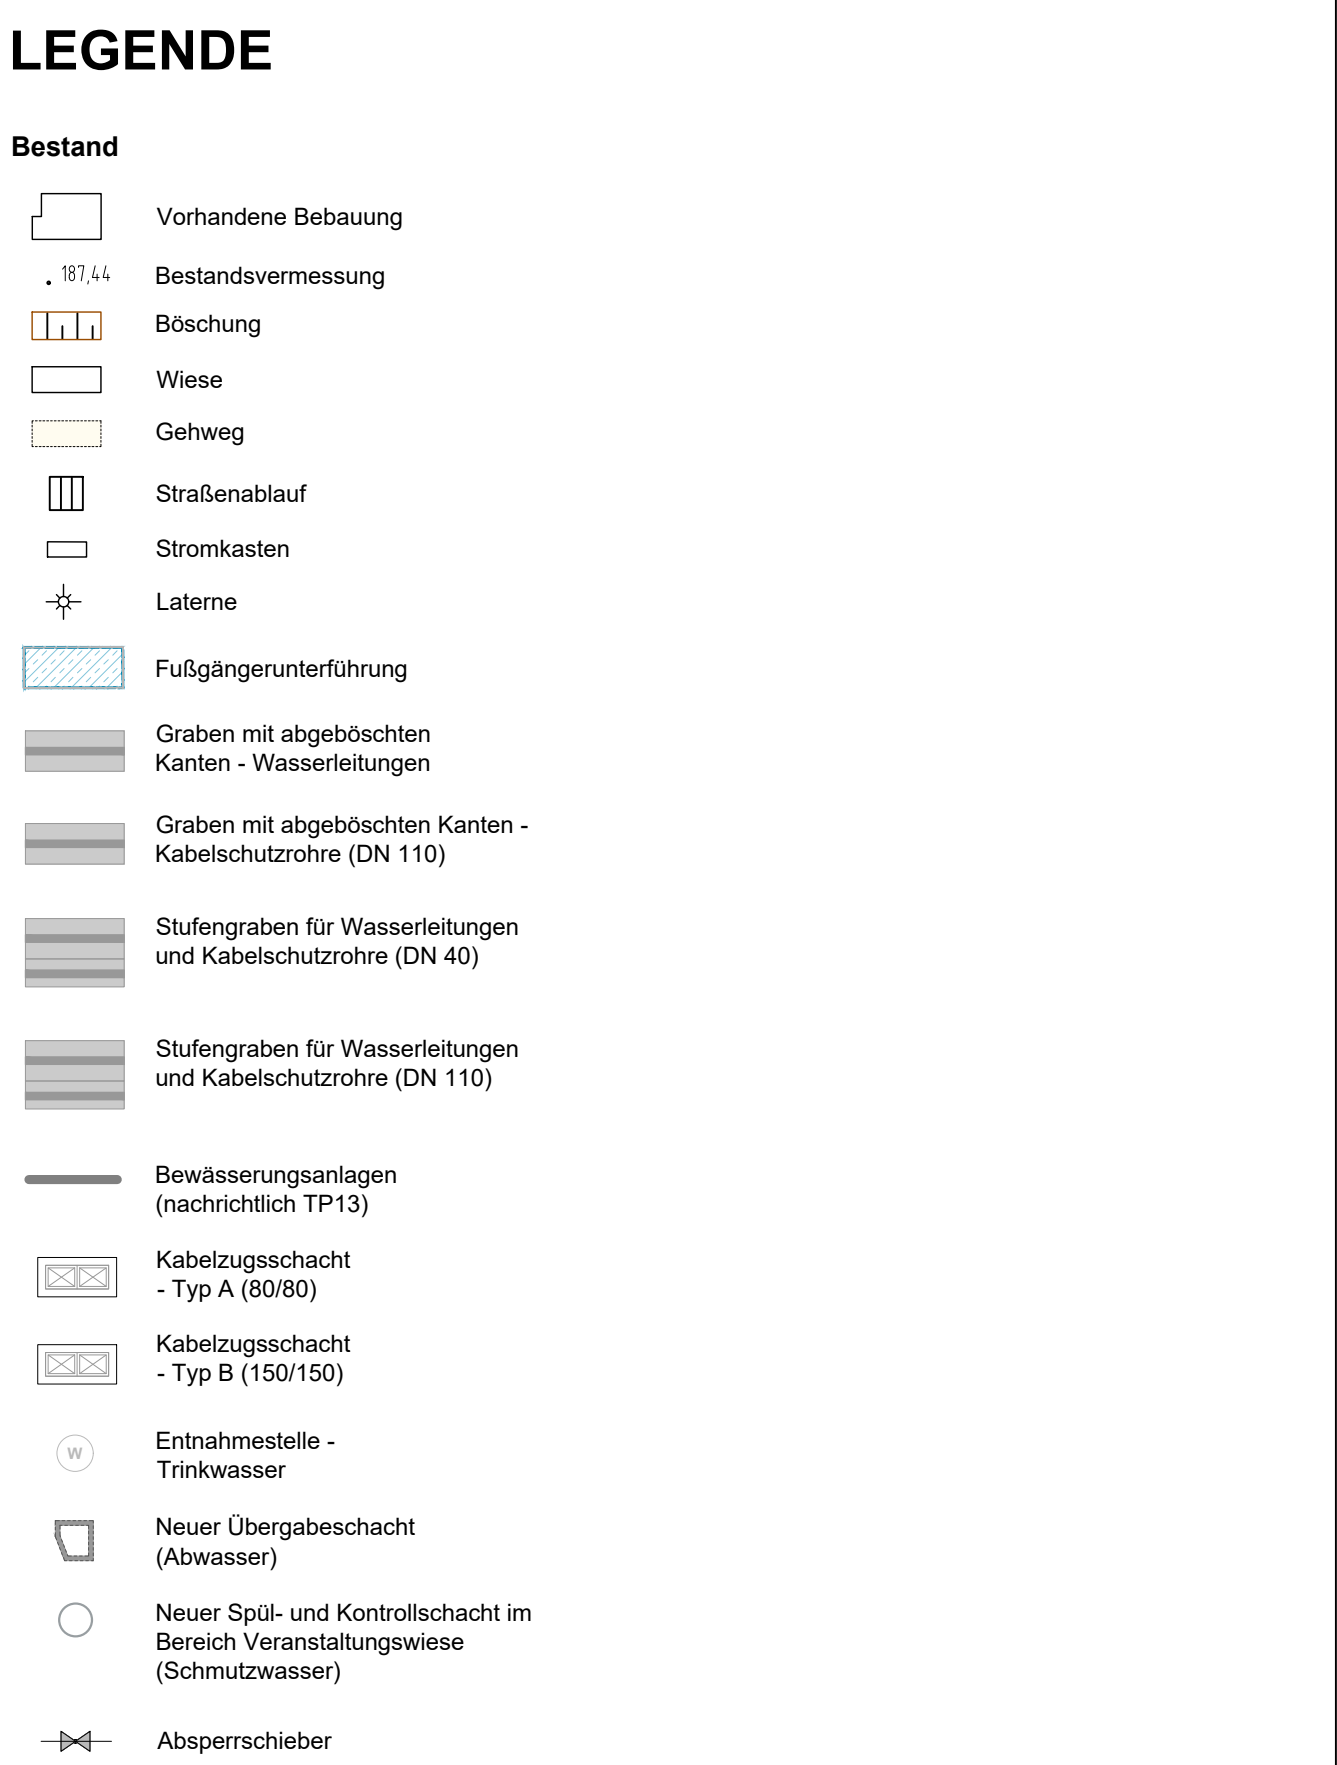 LEGENDE
Bestand
Vorhandene Bebauung
187,44 Bestandsvermessung
Böschung
Wiese
Gehweg
Straßenablauf
Stromkasten
Laterne
Fußgängerunterführung
Graben mit abgeböschten
Kanten - Wasserleitungen
Graben mit abgeböschten Kanten -
Kabelschutzrohre (DN 110)
Stufengraben für Wasserleitungen
und Kabelschutzrohre (DN 40)
Stufengraben für Wasserleitungen
und Kabelschutzrohre (DN 110)
Bewässerungsanlagen
(nachrichtlich TP13)
Kabelzugsschacht
- Typ A (80/80)
Kabelzugsschacht
- Typ B (150/150)
Entnahmestelle -
W
Trinkwasser
Neuer Übergabeschacht
(Abwasser)
Neuer Spül- und Kontrollschacht im
Bereich Veranstaltungswiese
(Schmutzwasser)
Absperrschieber